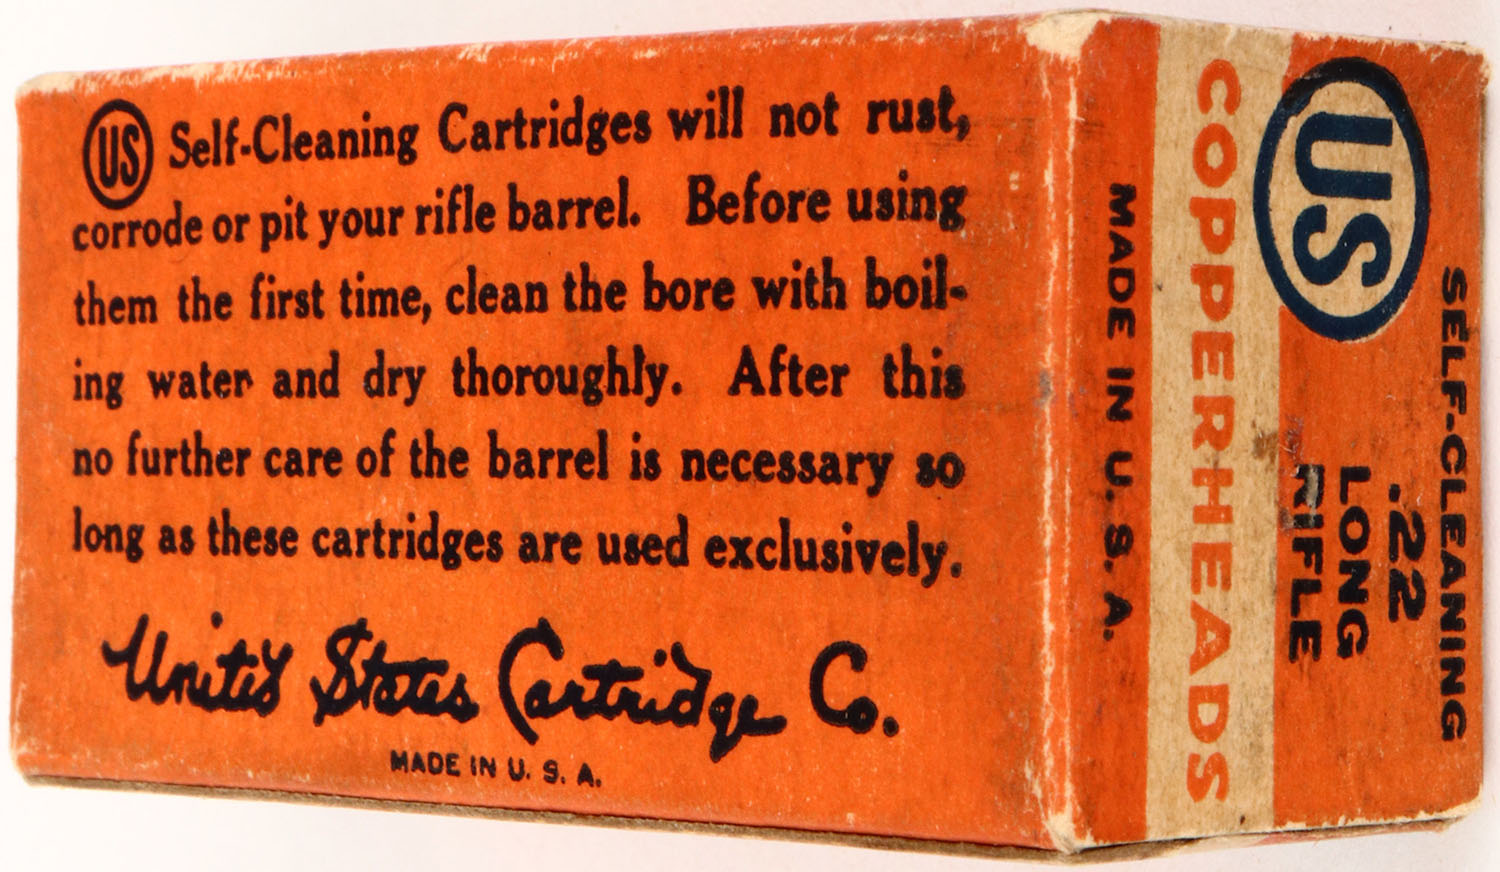 US Self-Cleaning Cartridges will not rust,
corrode or pit your rifle barrel. Before using
them the first time, clean the bore with boil-
ing water and dry thoroughly. After this
no further care of the barrel is necessary so
long as these cartridges are used exclusively.
United States Cartridge Co.
MADE IN U. S. A.
US
SELF-CLEANING
.22
LONG
RIFLE
COPPERHEADS
MADE IN U. S. A.